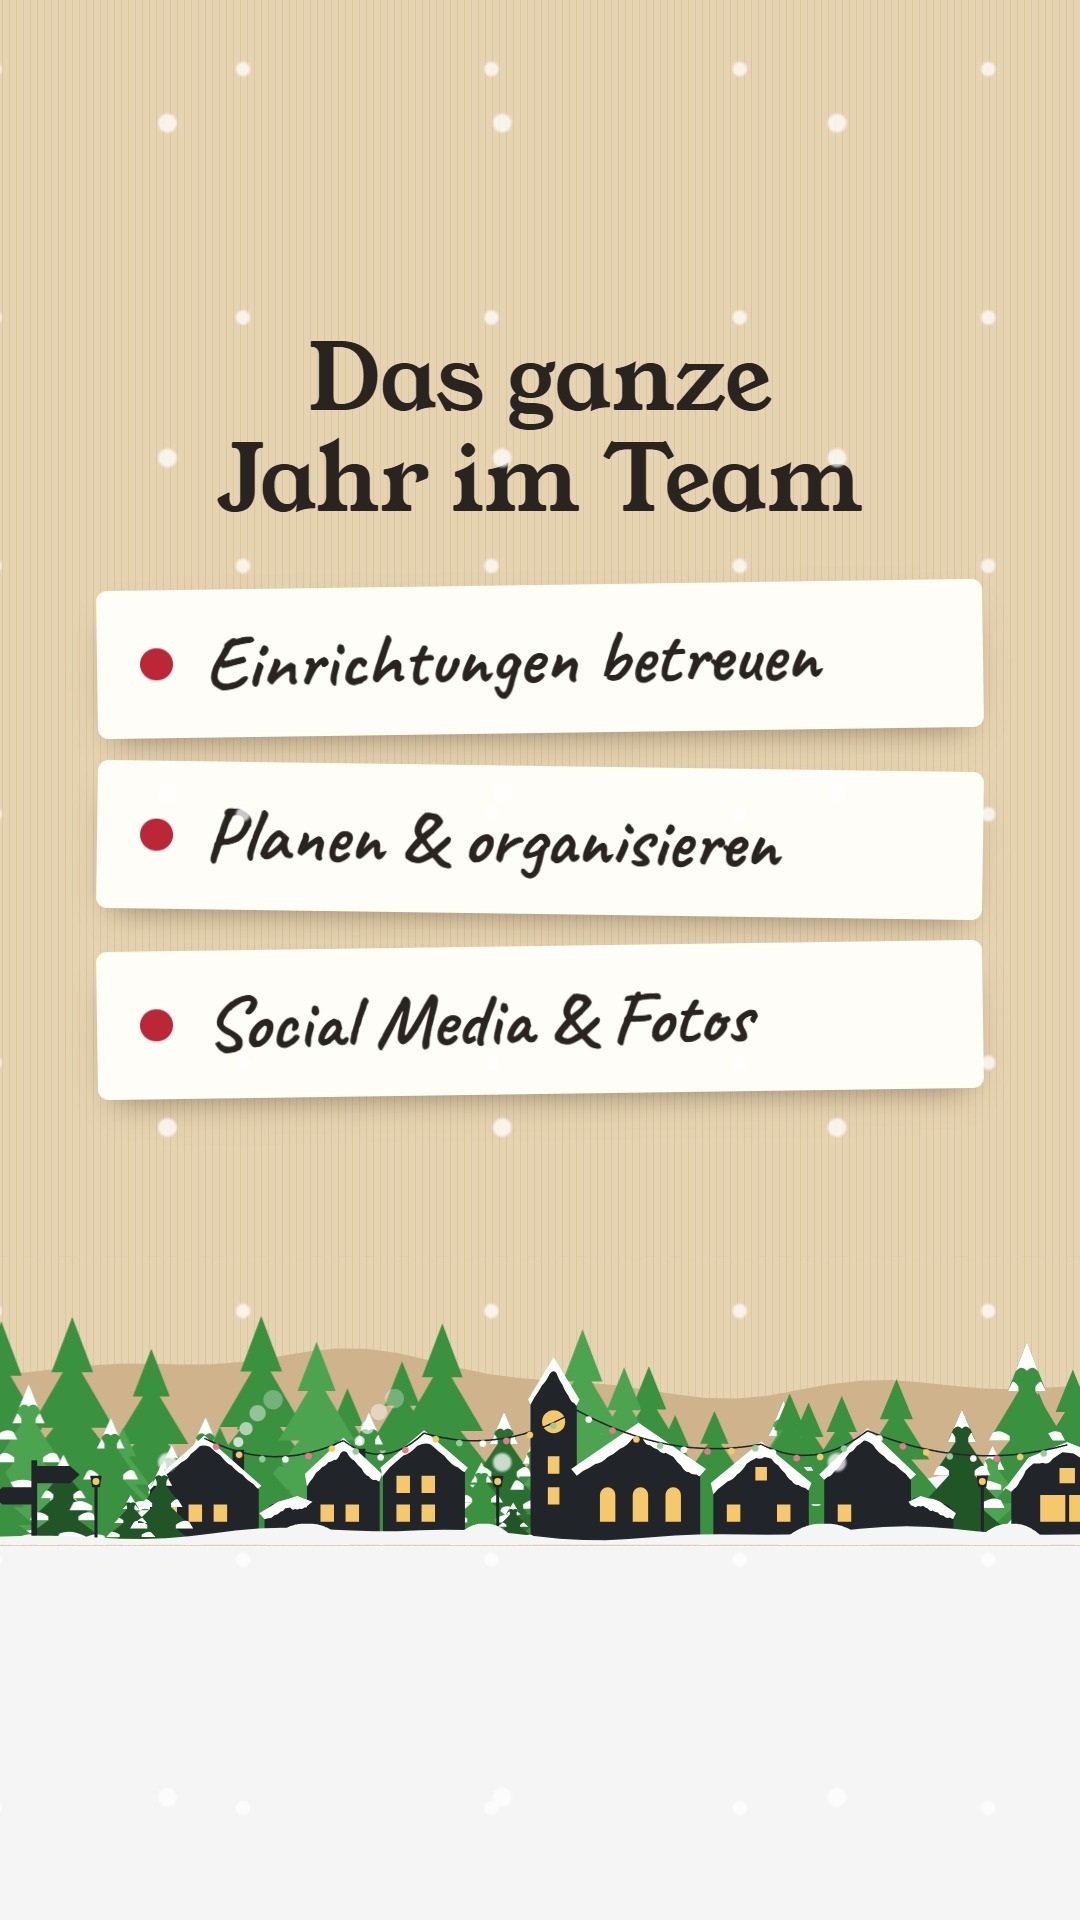 Das ganze
Jahr im Team
Einrichtungen betreuen
Planen & organisieren
Social Media & Fotos